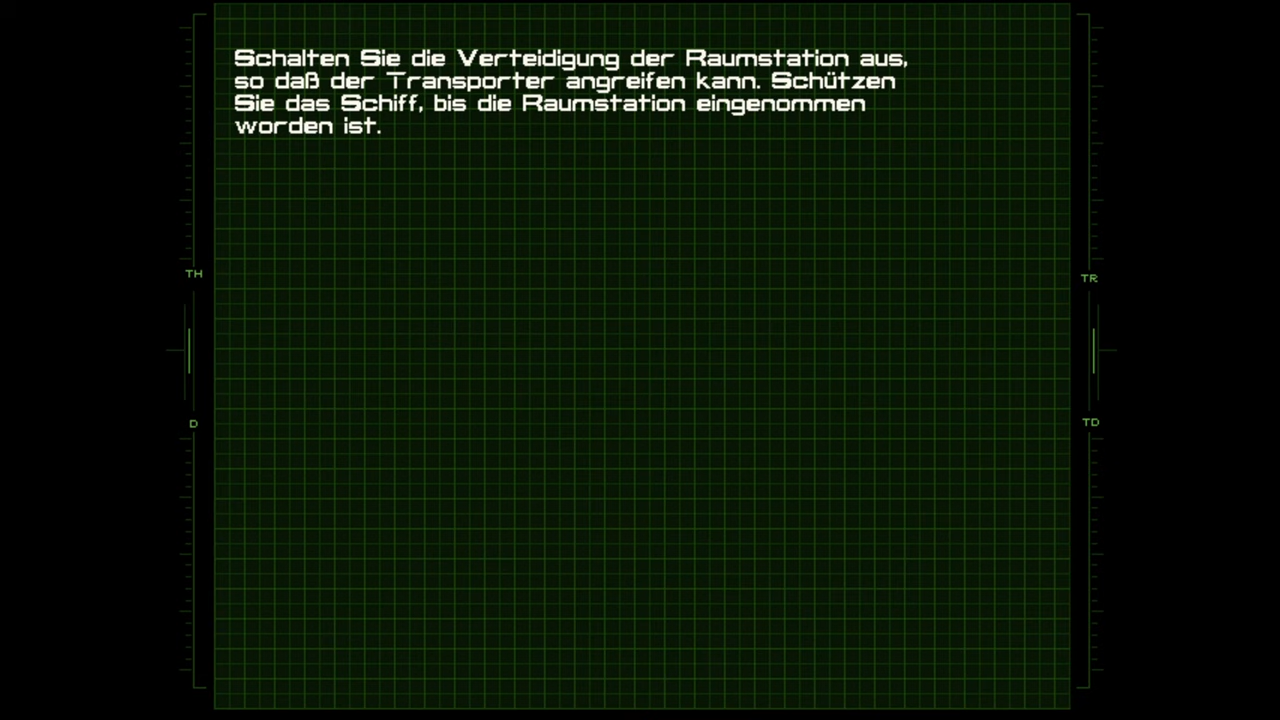 Schalten Sie die Verteidigung der Raumstation aus,
so daß der Transporter angreifen kann. Schützen
Sie das Schiff, bis die Raumstation eingenommen
worden ist.
TH
TR
D
TD